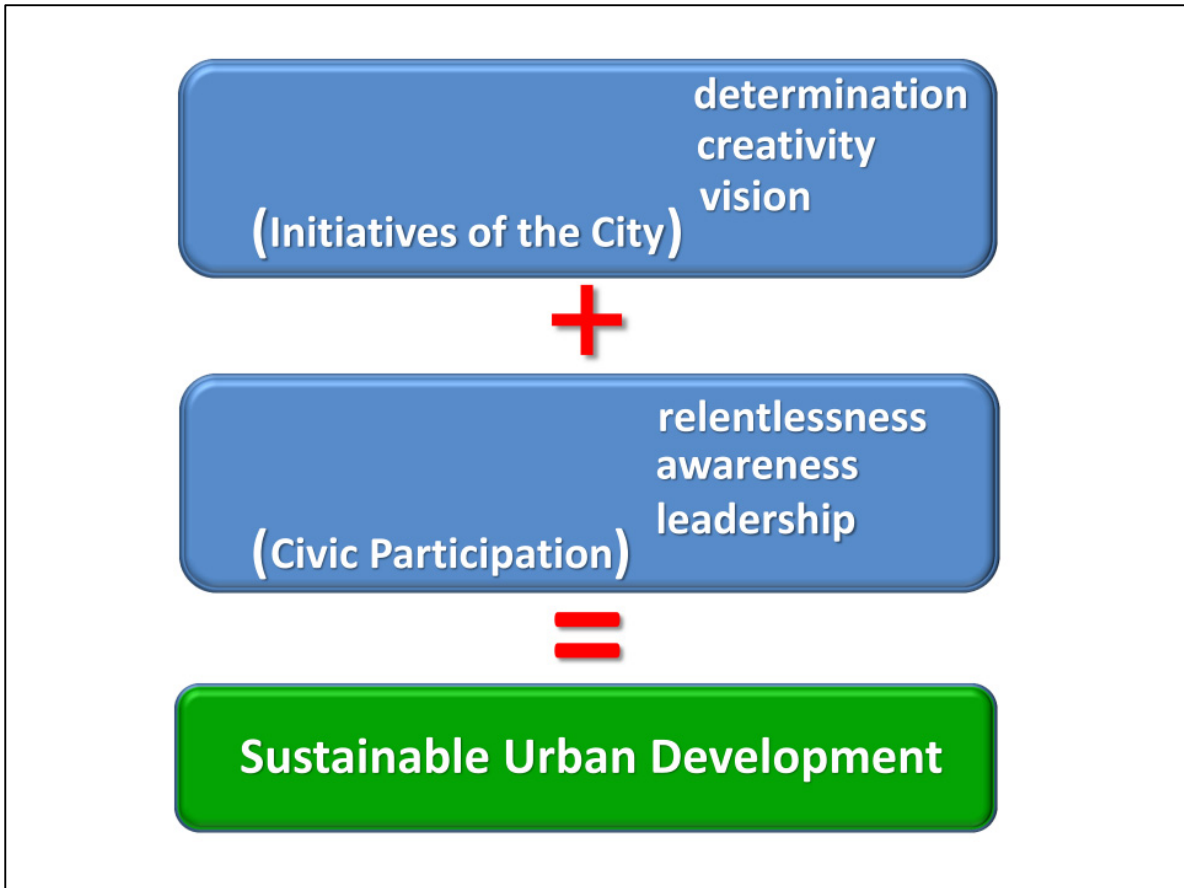 determination
creativity
vision
(Initiatives of the City)
+
relentlessness
awareness
leadership
(Civic Participation)
=
Sustainable Urban Development